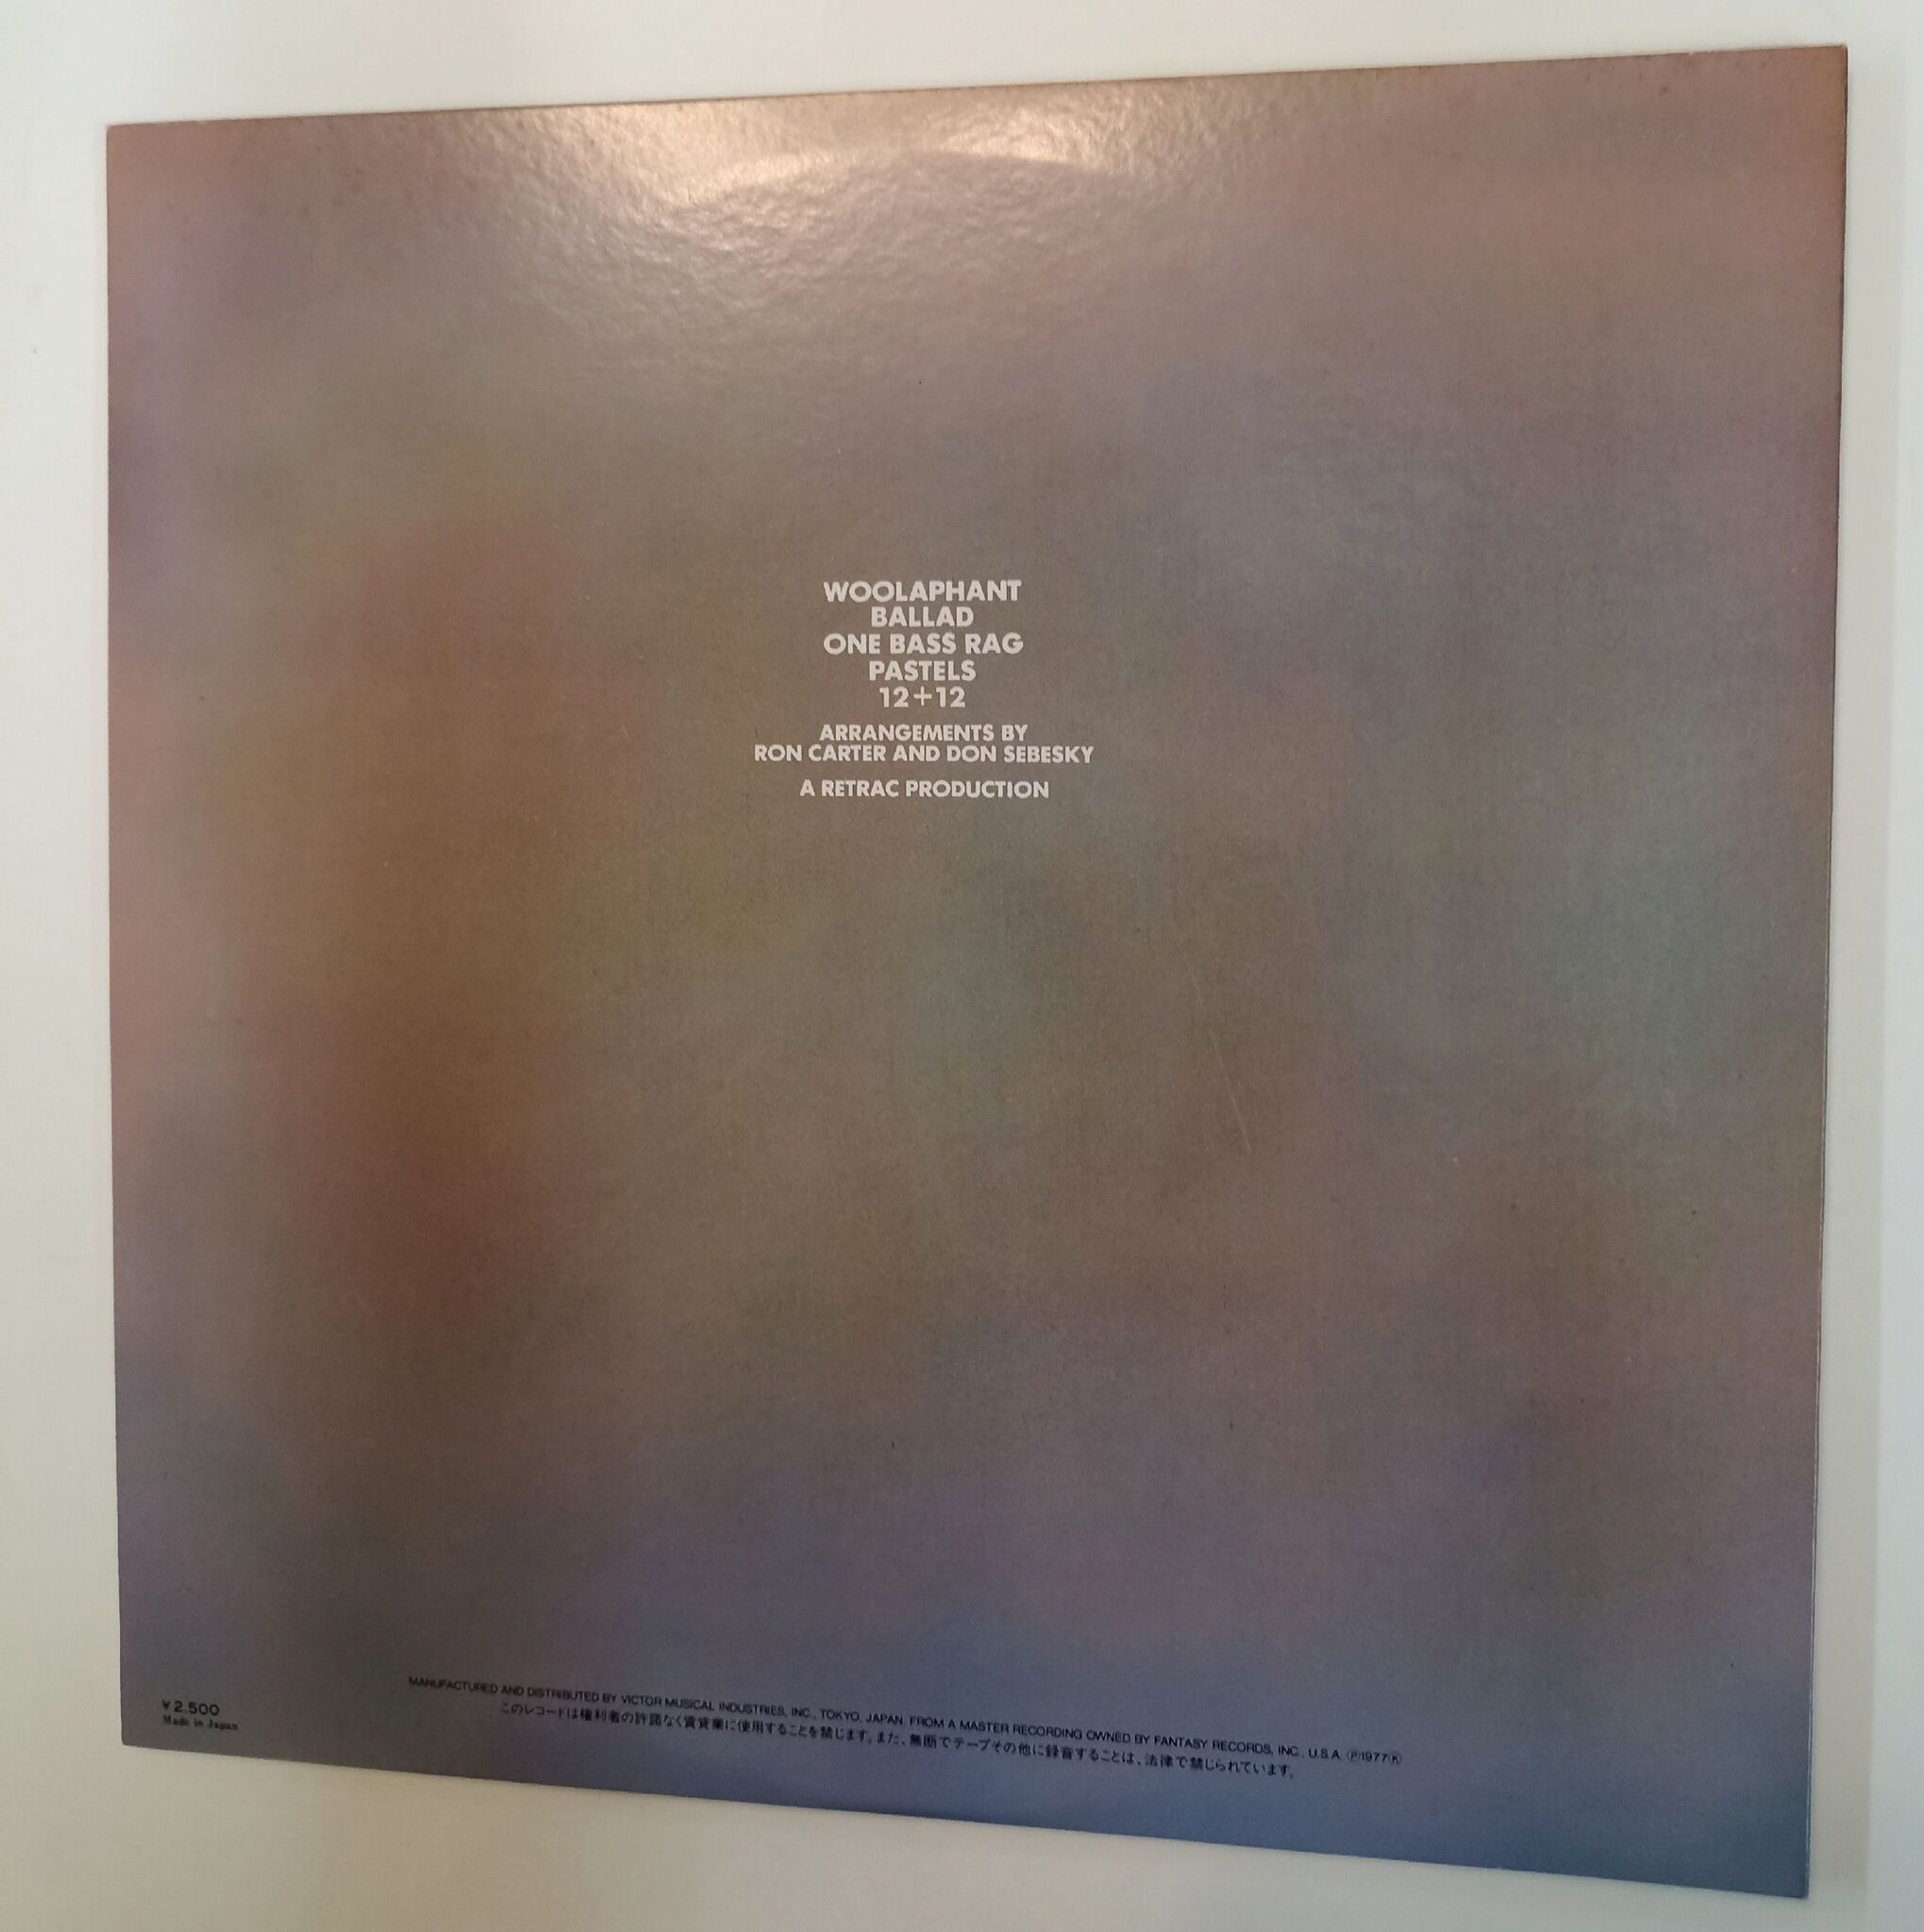 WOOLAPHANT
BALLAD
ONE BASS RAG
PASTELS
12+12
ARRANGEMENTS BY
RON CARTER AND DON SEBESKY
A RETRAC PRODUCTION
¥2,500
Made in Japan
MANUFACTURED AND DISTRIBUTED BY VICTOR MUSICAL INDUSTRIES, INC., TOKYO, JAPAN. FROM A MASTER RECORDING OWNED BY FANTASY RECORDS, INC., U.S.A. Ⓟ1977Ⓚ
このレコードは権利者の許諾なく賃貸業に使用することを禁じます。また、無断でテープその他に録音することは、法律で禁じられています。